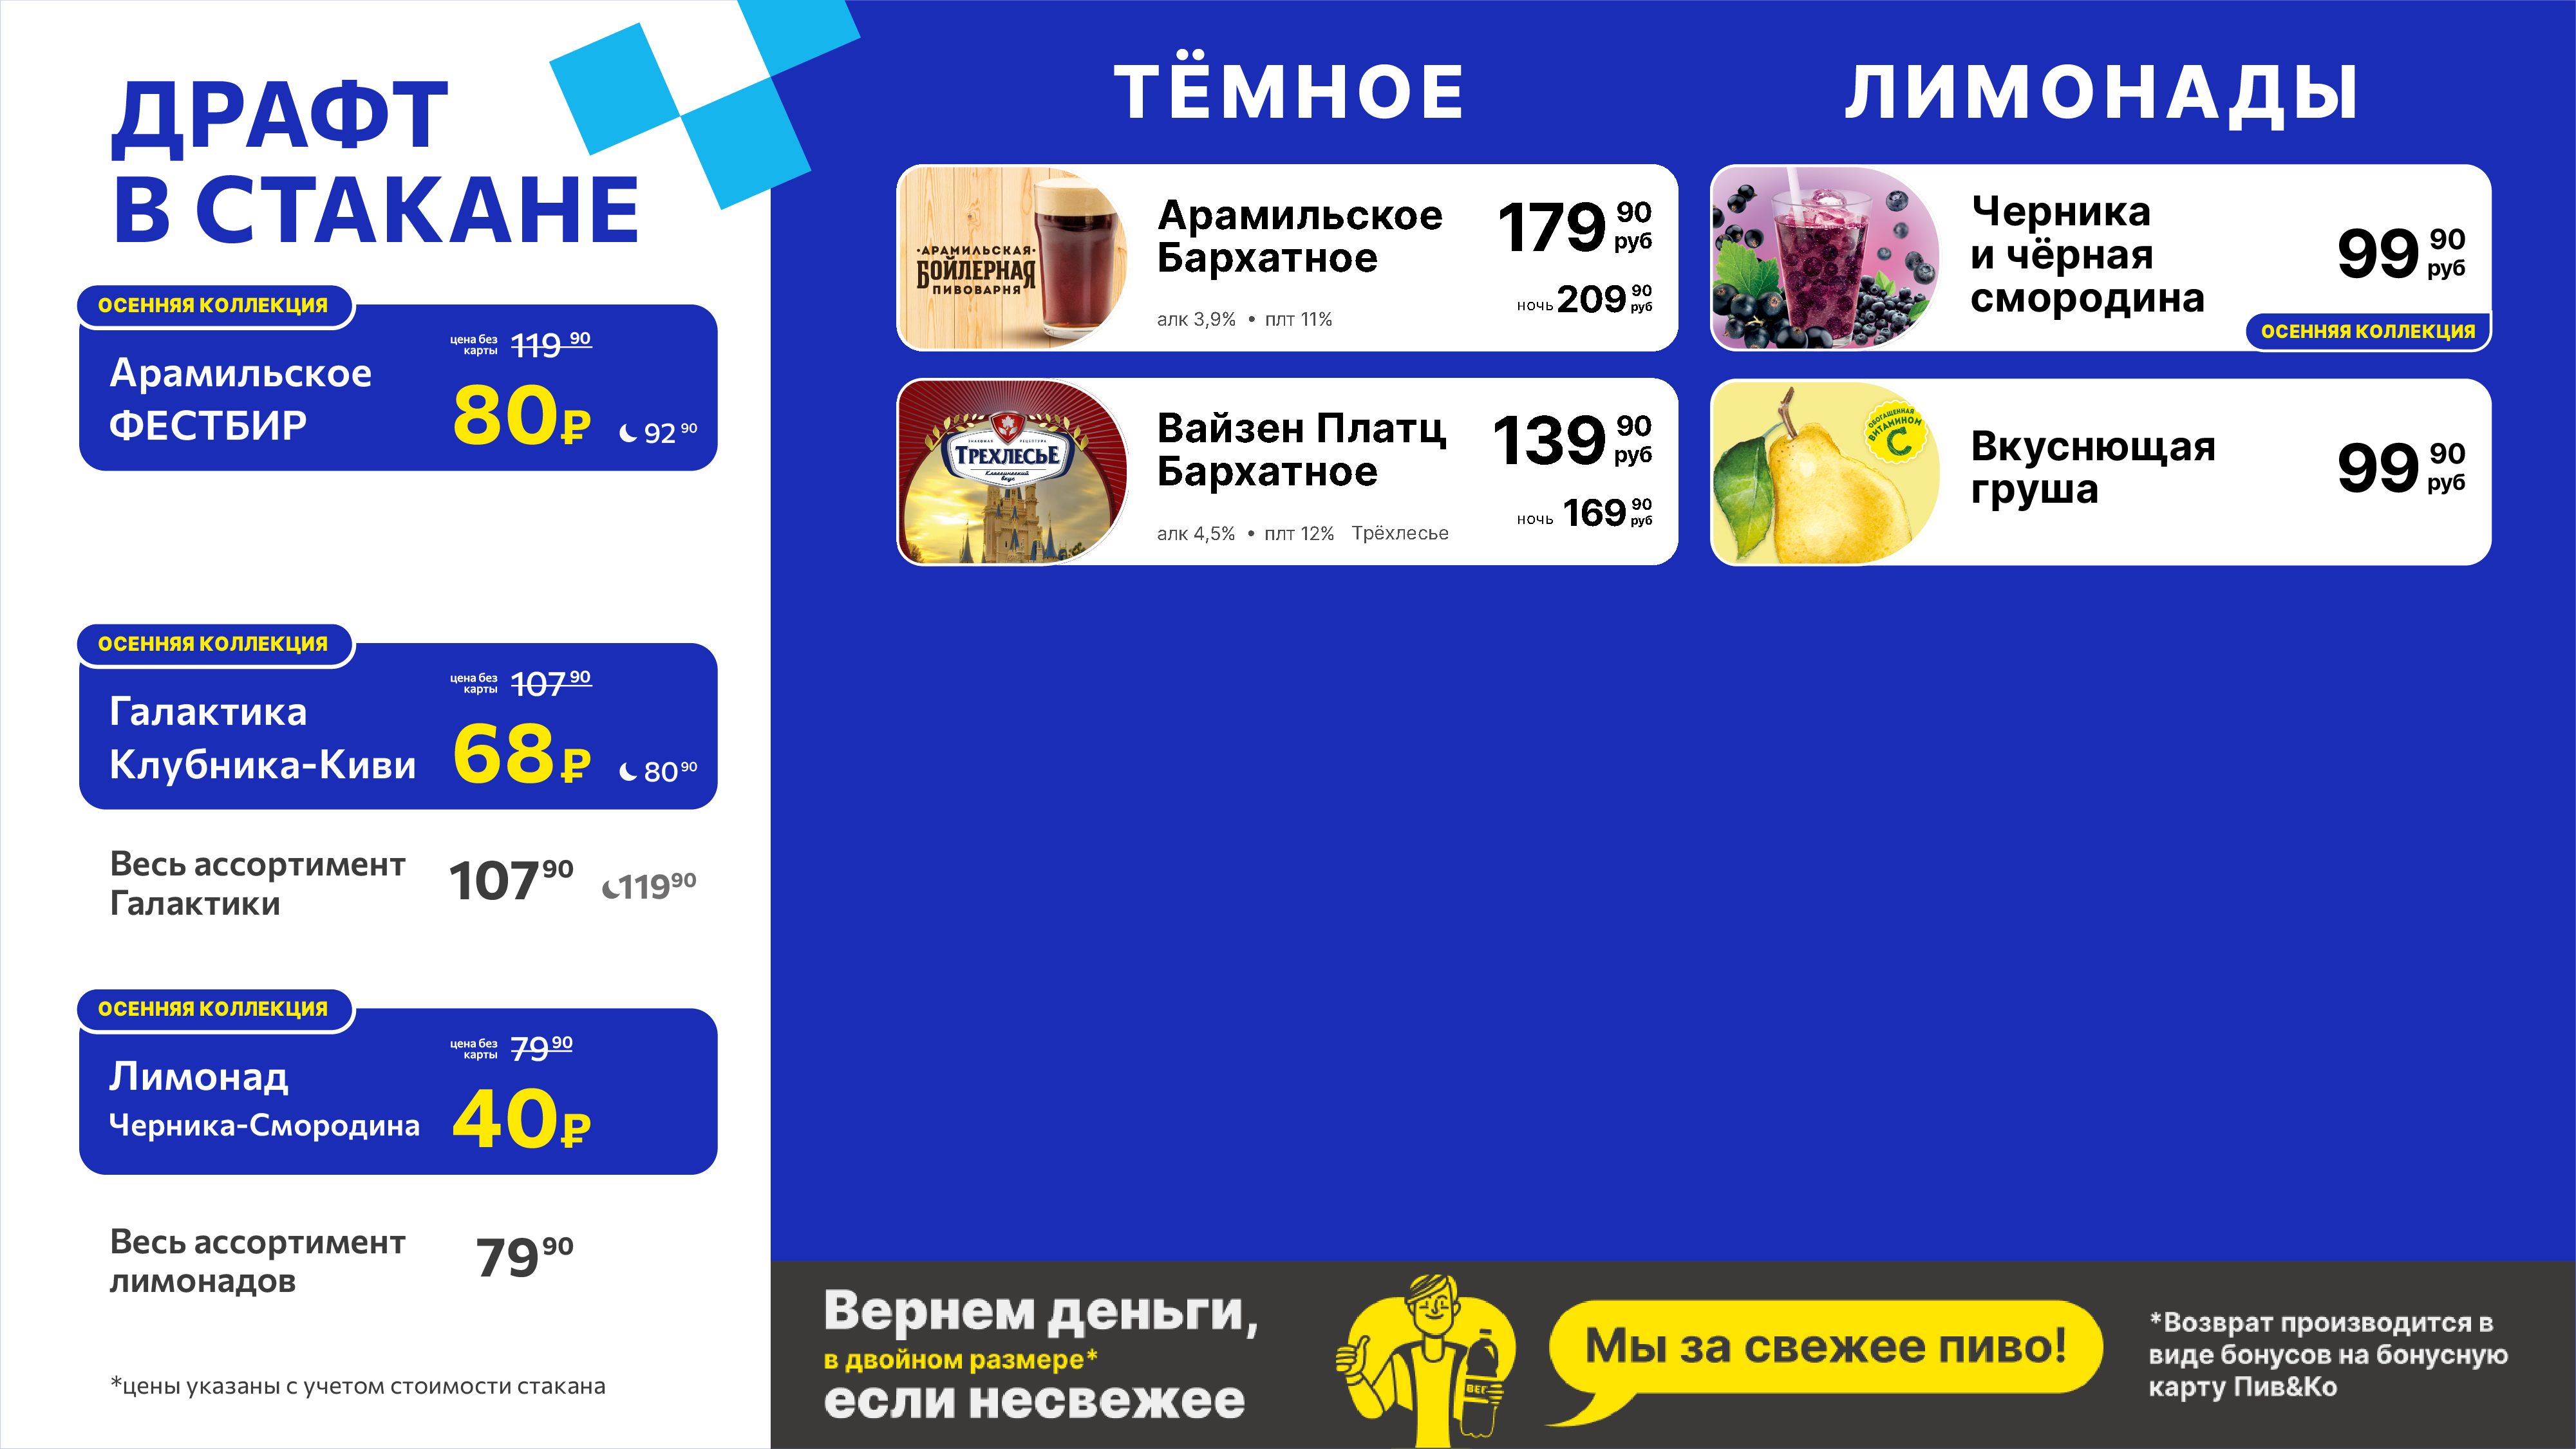 ДРАФТ
В СТАКАНЕ
ОСЕННЯЯ КОЛЛЕКЦИЯ
Арамильское
ФЕСТБИР
цена без
карты
119 90
80₽
92 90
ОСЕННЯЯ КОЛЛЕКЦИЯ
Галактика
Клубника-Киви
цена без
карты
107 90
68₽
80 90
Весь ассортимент
Галактики
107 90
119 90
ОСЕННЯЯ КОЛЛЕКЦИЯ
Лимонад
Черника-Смородина
цена без
карты
79 90
40₽
Весь ассортимент
лимонадов
79 90
*цены указаны с учетом стоимости стакана
ТЁМНОЕ
·АРАМИЛЬСКАЯ·
БОЙЛЕРНАЯ
ПИВОВАРНЯ
Арамильское
Бархатное
алк 3,9% • плт 11%
179 90 руб
ночь 209 90 руб
ЗНАКОМАЯ РЕЦЕПТУРА
ТРЕХЛЕСЬЕ
Классический
вкус
Вайзен Платц
Бархатное
алк 4,5% • плт 12% Трёхлесье
139 90 руб
ночь 169 90 руб
ЛИМОНАДЫ
Черника
и чёрная
смородина
99 90 руб
ОСЕННЯЯ КОЛЛЕКЦИЯ
ОБОГАЩЕННАЯ
ВИТАМИНОМ
С
Вкуснющая
груша
99 90 руб
Вернем деньги,
в двойном размере*
если несвежее
BEE
Мы за свежее пиво!
*Возврат производится в
виде бонусов на бонусную
карту Пив&Ко